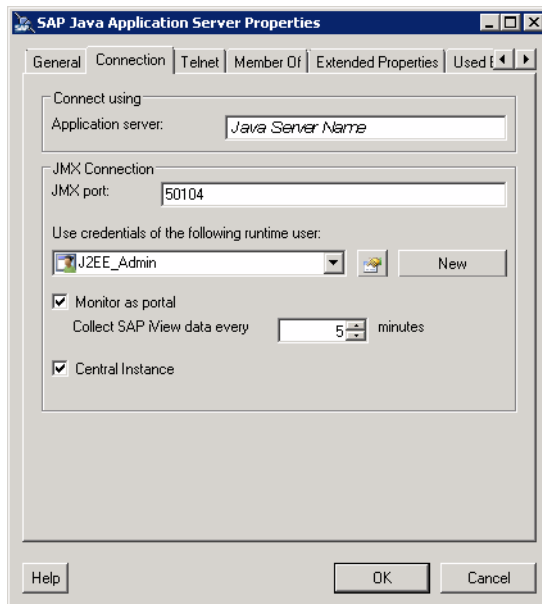 SAP Java Application Server Properties
General Connection Telnet Member Of Extended Properties Used
Connect using
Application server: Java Server Name
JMX Connection
JMX port: 50104
Use credentials of the following runtime user:
J2EE_Admin New
Monitor as portal
Collect SAP iView data every 5 minutes
Central Instance
Help OK Cancel